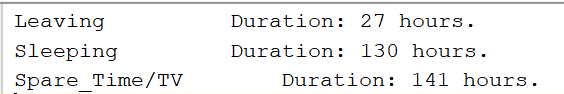 Leaving Duration: 27 hours.
Sleeping Duration: 130 hours.
Spare_Time/TV Duration: 141 hours.